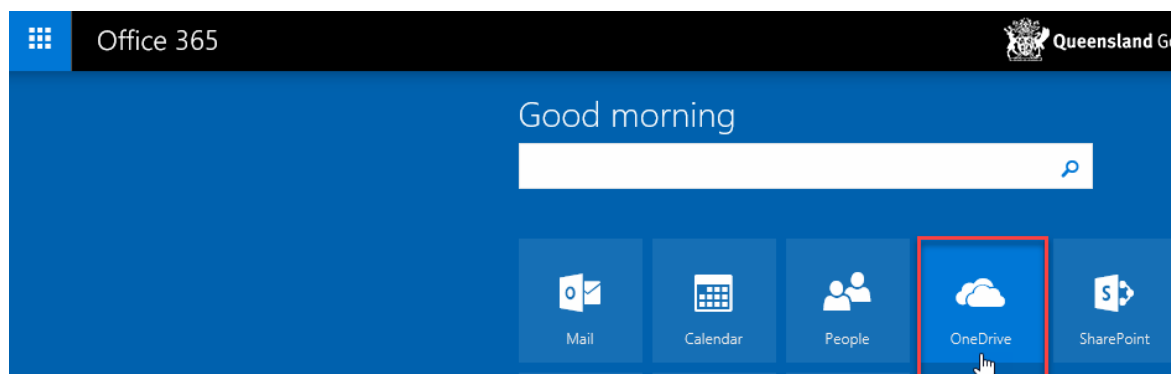 Office 365
Queensland
Good morning
Mail
Calendar
People
OneDrive
SharePoint